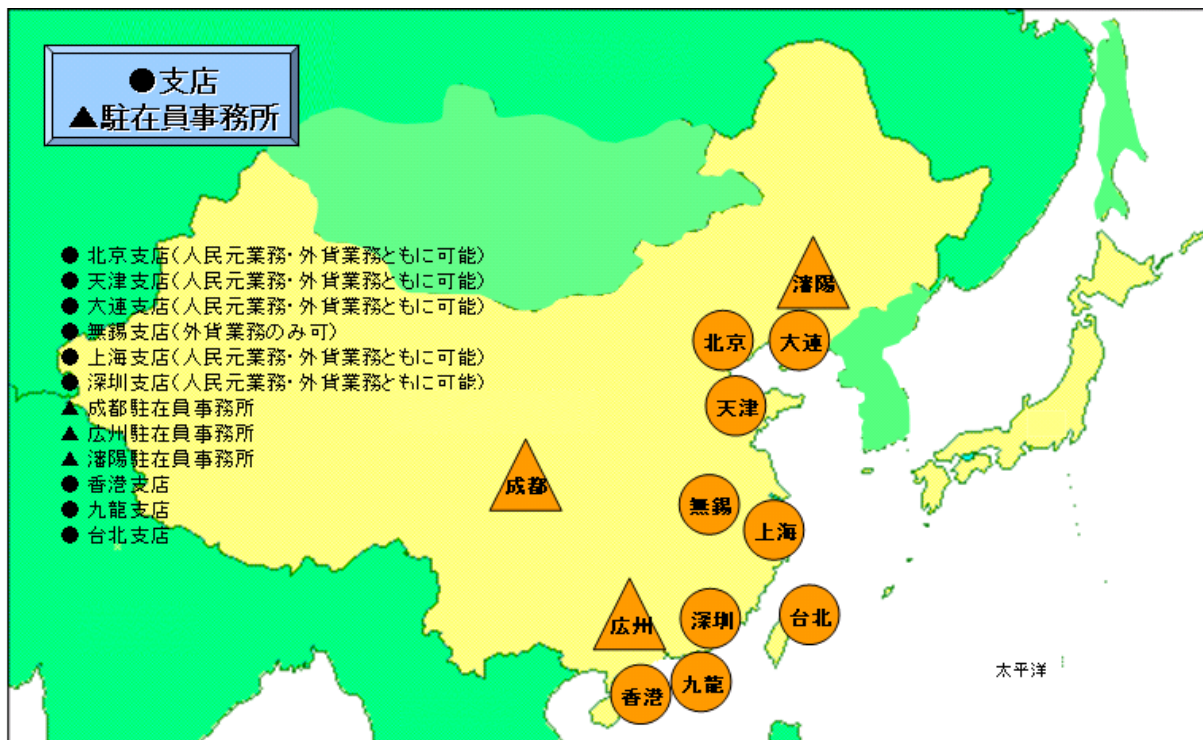 ●支店
▲駐在員事務所
●北京支店(人民元業務・外貨業務ともに可能)
●天津支店(人民元業務・外貨業務ともに可能)
●大連支店(人民元業務・外貨業務ともに可能)
●無錫支店(外貨業務のみ可)
●上海支店(人民元業務・外貨業務ともに可能)
●深圳支店(人民元業務・外貨業務ともに可能)
▲成都駐在員事務所
▲広州駐在員事務所
▲瀋陽駐在員事務所
●香港支店
●九龍支店
●台北支店
瀋陽
北京
大連
天津
成都
無錫
上海
広州
深圳
台北
香港
九龍
太平洋